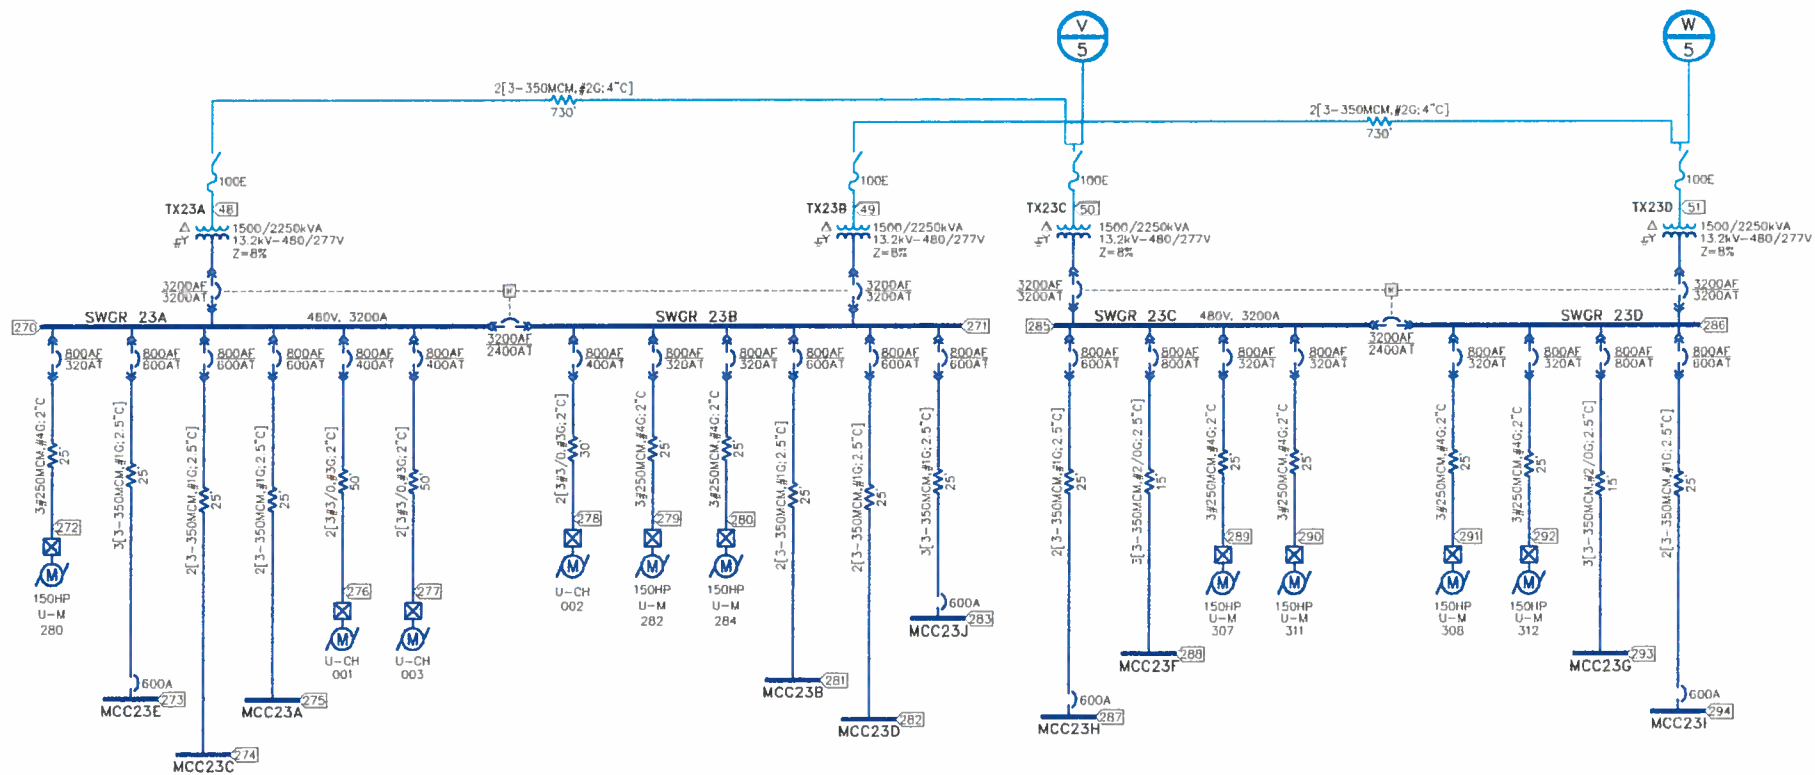 V
5
W
5
2[3-350MCM,#2G;4"C]
730'
2[3-350MCM,#2G;4"C]
730'
100E
100E
100E
100E
TX23A
48
1500/2250kVA
13.2kV-480/277V
Z=8%
TX23B
49
1500/2250kVA
13.2kV-480/277V
Z=8%
TX23C
50
1500/2250kVA
13.2kV-480/277V
Z=8%
TX23D
51
1500/2250kVA
13.2kV-480/277V
Z=8%
3200AF
3200AT
3200AF
3200AT
3200AF
3200AT
3200AF
3200AT
270
SWGR 23A
480V, 3200A
3200AF
2400AT
SWGR 23B
271
285
SWGR 23C
480V, 3200A
3200AF
2400AT
SWGR 23D
286
800AF
320AT
800AF
600AT
800AF
600AT
800AF
600AT
800AF
400AT
800AF
400AT
800AF
400AT
800AF
320AT
800AF
320AT
800AF
600AT
800AF
600AT
800AF
600AT
800AF
600AT
800AF
800AT
800AF
320AT
800AF
320AT
800AF
320AT
800AF
320AT
800AF
800AT
800AF
800AT
3#250MCM,#4G;2"C
25'
3[3-350MCM,#1G;2.5"C]
25'
2[3-350MCM,#1G;2.5"C]
25'
2[3-350MCM,#1G;2.5"C]
25'
2[3#3/0,#3G;2"C]
50'
2[3#3/0,#3G;2"C]
50'
2[3#3/0,#3G;2"C]
30'
3#250MCM,#4G;2"C
25'
3#250MCM,#4G;2"C
25'
2[3-350MCM,#1G;2.5"C]
25'
2[3-350MCM,#1G;2.5"C]
25'
3[3-350MCM,#1G;2.5"C]
25'
2[3-350MCM,#1G;2.5"C]
25'
3[3-350MCM,#2/0G;2.5"C]
15'
3#250MCM,#4G;2"C
25'
3#250MCM,#4G;2"C
25'
3#250MCM,#4G;2"C
25'
3#250MCM,#4G;2"C
25'
3[3-350MCM,#2/0G;2.5"C]
15'
2[3-350MCM,#1G;2.5"C]
25'
272
M
150HP
U-M
280
600A
273
MCC23E
274
MCC23C
275
MCC23A
276
M
U-CH
001
277
M
U-CH
003
278
M
U-CH
002
279
M
150HP
U-M
282
280
M
150HP
U-M
284
281
MCC23B
282
MCC23D
600A
283
MCC23J
600A
287
MCC23H
288
MCC23F
289
M
150HP
U-M
307
290
M
150HP
U-M
311
291
M
150HP
U-M
308
292
M
150HP
U-M
312
293
MCC23G
600A
294
MCC23I